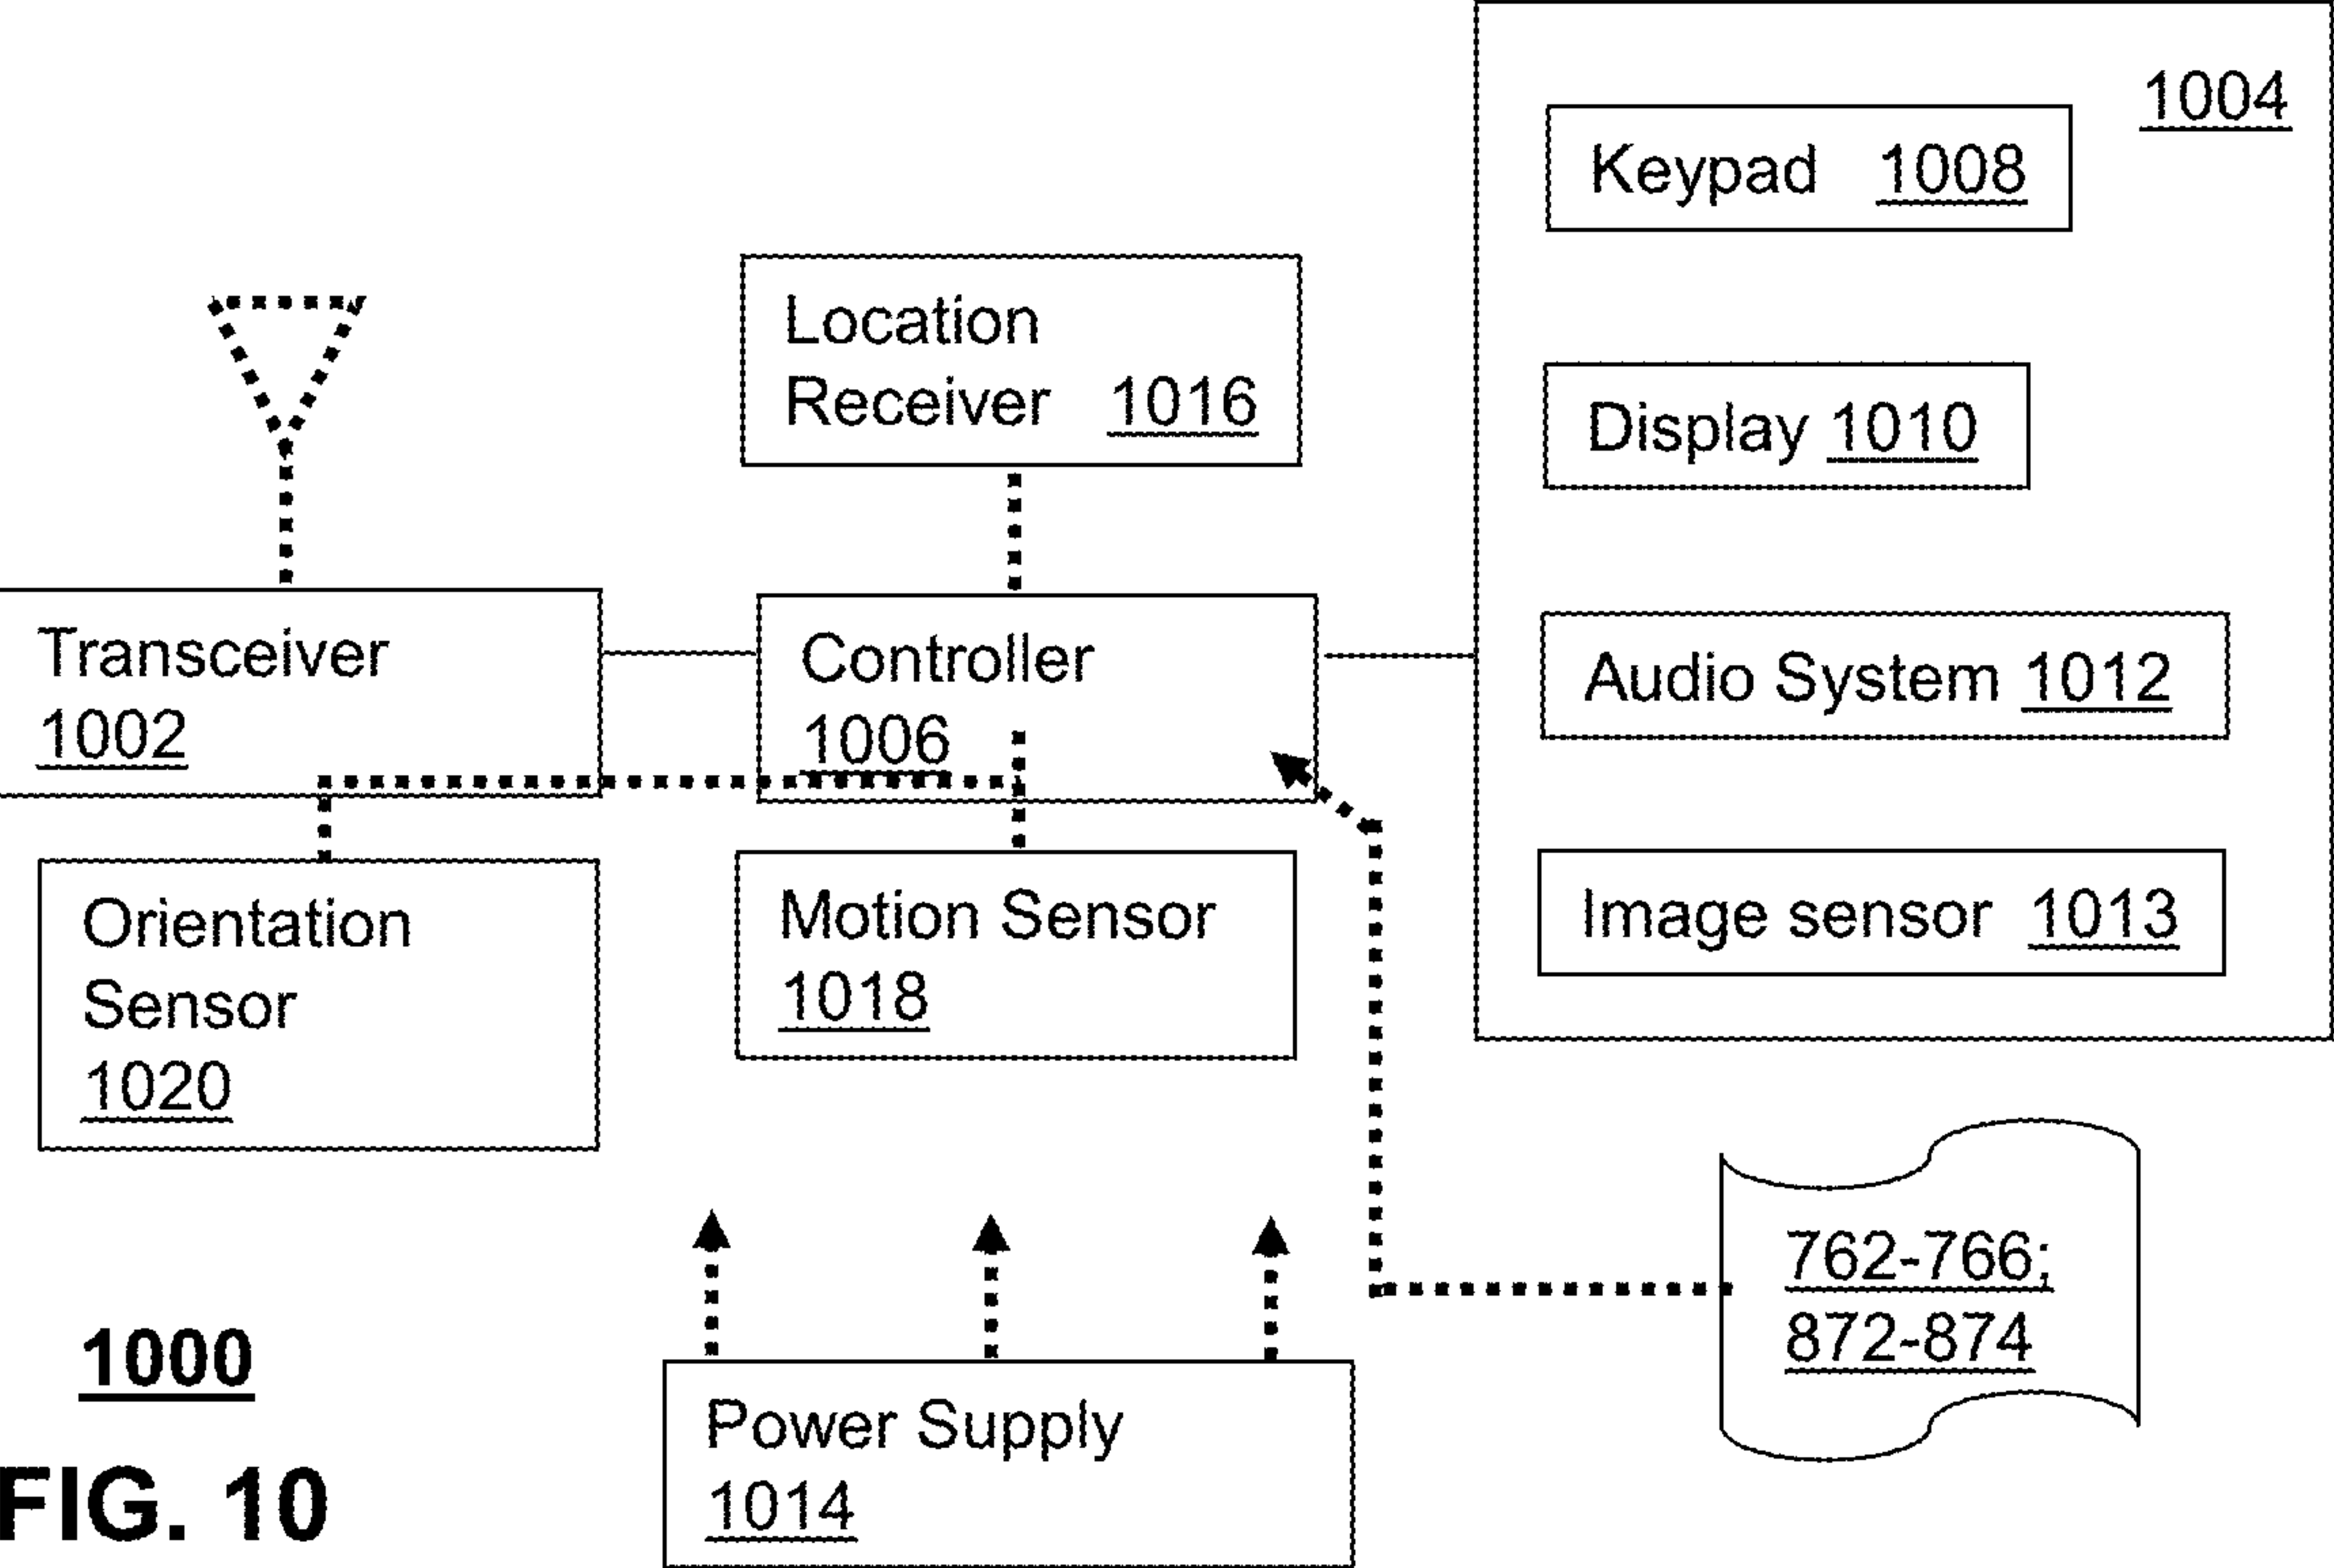 1004
Keypad 1008
Location
Receiver 1016
Display 1010
Transceiver
1002
Controller
1006
Audio System 1012
Orientation
Sensor
1020
Motion Sensor
1018
Image sensor 1013
762-766;
872-874
1000
Power Supply
1014
FIG. 10